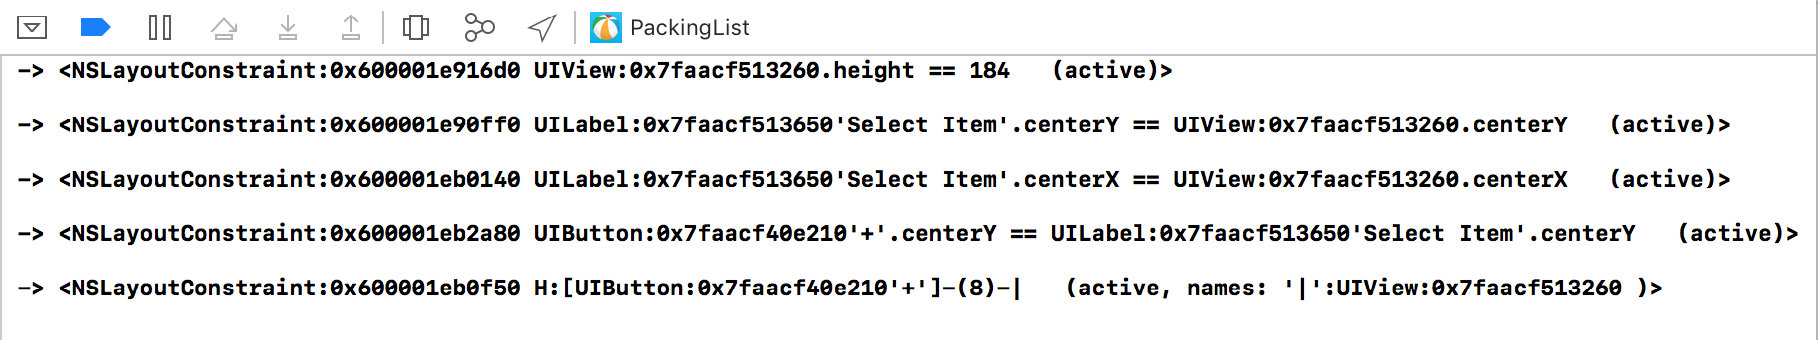 PackingList
-> <NSLayoutConstraint:0x600001e916d0 UIView:0x7faacf513260.height == 184   (active)>
-> <NSLayoutConstraint:0x600001e90ff0 UILabel:0x7faacf513650'Select Item'.centerY == UIView:0x7faacf513260.centerY   (active)>
-> <NSLayoutConstraint:0x600001eb0140 UILabel:0x7faacf513650'Select Item'.centerX == UIView:0x7faacf513260.centerX   (active)>
-> <NSLayoutConstraint:0x600001eb2a80 UIButton:0x7faacf40e210'+'.centerY == UILabel:0x7faacf513650'Select Item'.centerY   (active)>
-> <NSLayoutConstraint:0x600001eb0f50 H:[UIButton:0x7faacf40e210'+']-(8)-|   (active, names: '|':UIView:0x7faacf513260 )>